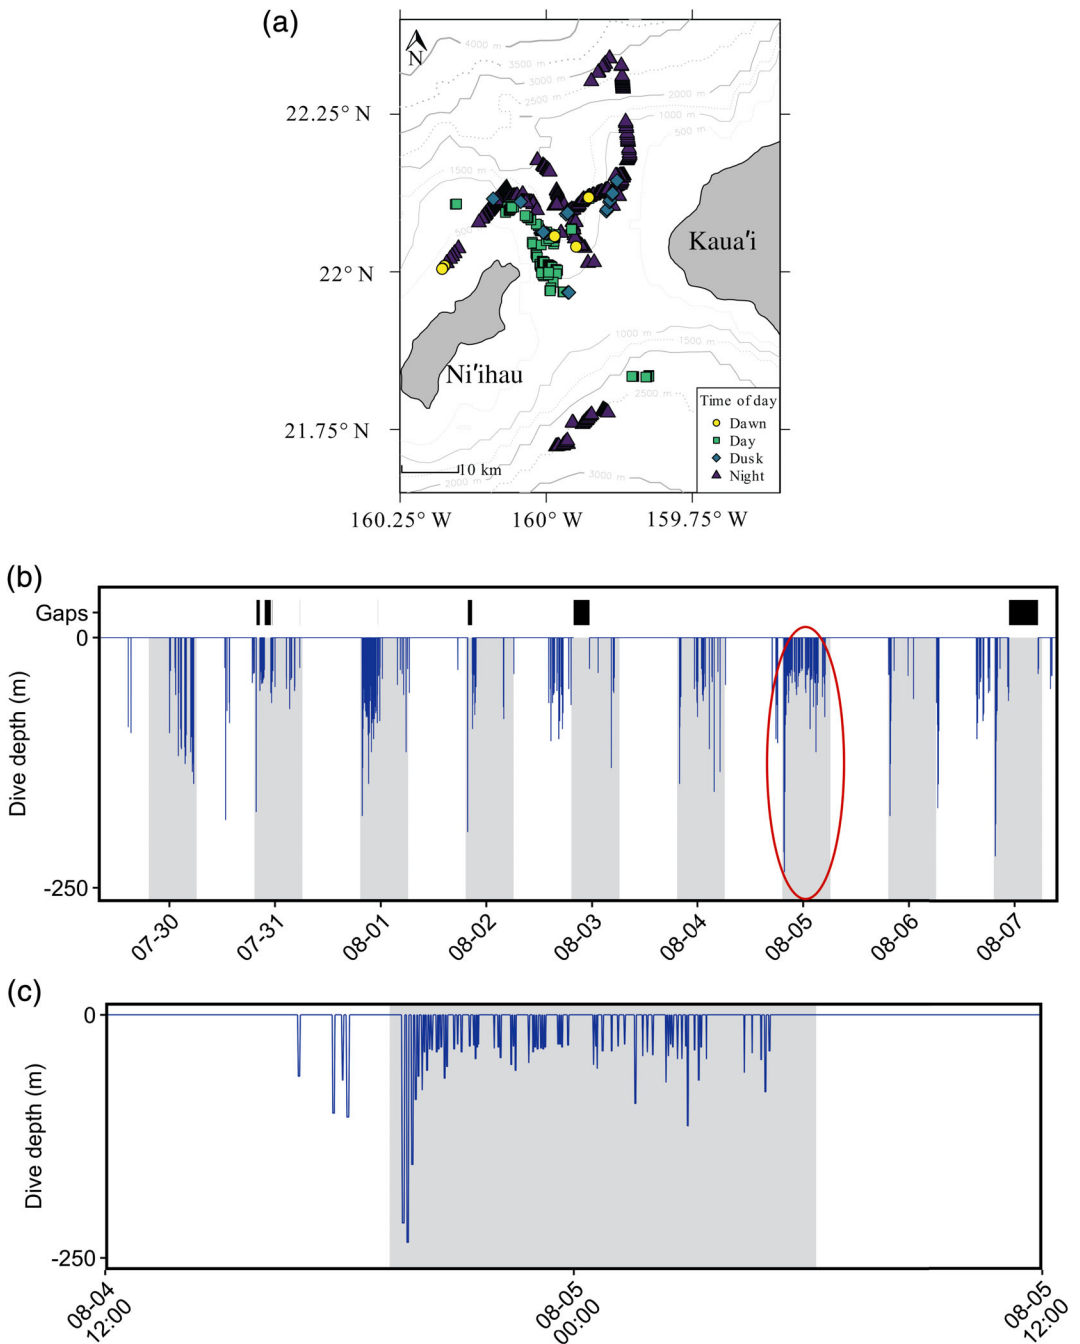 (a)
N
4000 m
3500 m
3000 m
2500 m
2000 m
1000 m
500 m
1500 m
500
22.25° N
22° N
21.75° N
Kaua'i
Ni'ihau
1000 m
1500 m
2500 m
2000 m
3000 m
Time of day
Dawn
Day
Dusk
Night
10 km
160.25° W
160° W
159.75° W
(b)
Gaps
0
-250
Dive depth (m)
07-30
07-31
08-01
08-02
08-03
08-04
08-05
08-06
08-07
(c)
0
-250
Dive depth (m)
08-04
12:00
08-05
00:00
08-05
12:00